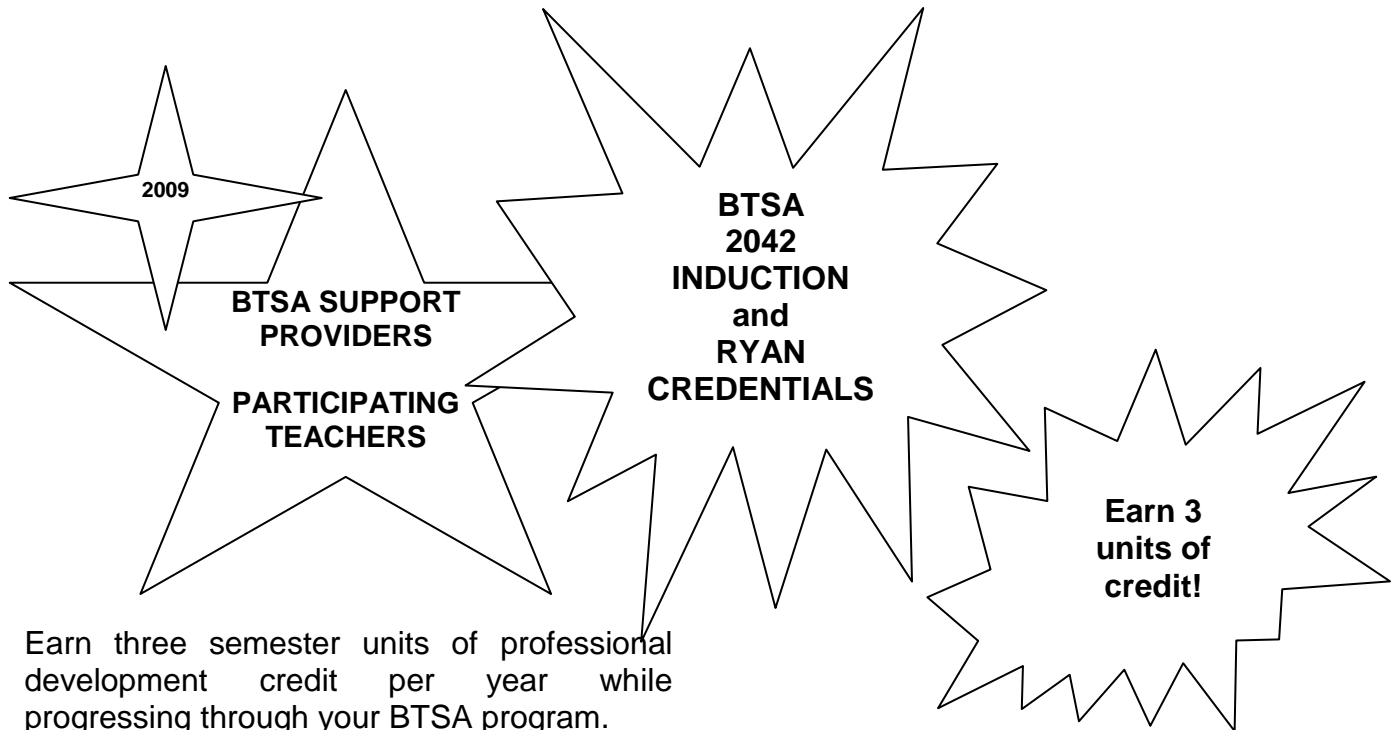 2009
BTSA SUPPORT
PROVIDERS
PARTICIPATING
TEACHERS
BTSA
2042
INDUCTION
and
RYAN
CREDENTIALS
Earn 3
units of
credit!
Earn three semester units of professional
development credit per year while
progressing through your BTSA program.